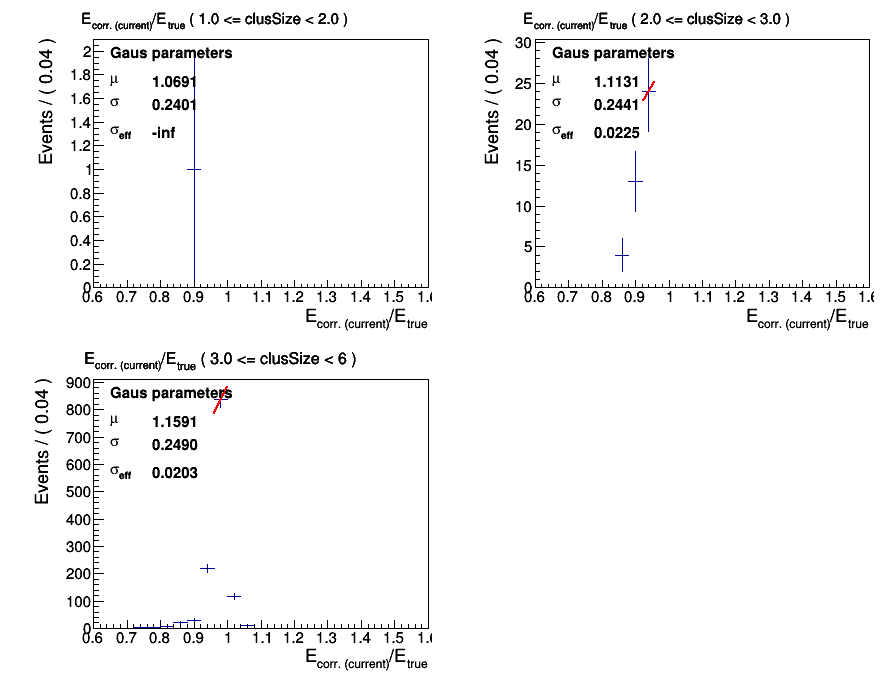 E_corr. (current)/E_true ( 1.0 <= clusSize < 2.0 )
Events / ( 0.04 )
Gaus parameters
μ 1.0691
σ 0.2401
σ_eff -inf
2
1.8
1.6
1.4
1.2
1
0.8
0.6
0.4
0.2
0
0.6 0.7 0.8 0.9 1 1.1 1.2 1.3 1.4 1.5
E_corr. (current)/E_true
E_corr. (current)/E_true ( 2.0 <= clusSize < 3.0 )
Events / ( 0.04 )
Gaus parameters
μ 1.1131
σ 0.2441
σ_eff 0.0225
30
25
20
15
10
5
0
0.6 0.7 0.8 0.9 1 1.1 1.2 1.3 1.4 1.5
E_corr. (current)/E_true
E_corr. (current)/E_true ( 3.0 <= clusSize < 6 )
Events / ( 0.04 )
Gaus parameters
μ 1.1591
σ 0.2490
σ_eff 0.0203
900
800
700
600
500
400
300
200
100
0
0.6 0.7 0.8 0.9 1 1.1 1.2 1.3 1.4 1.5
E_corr. (current)/E_true